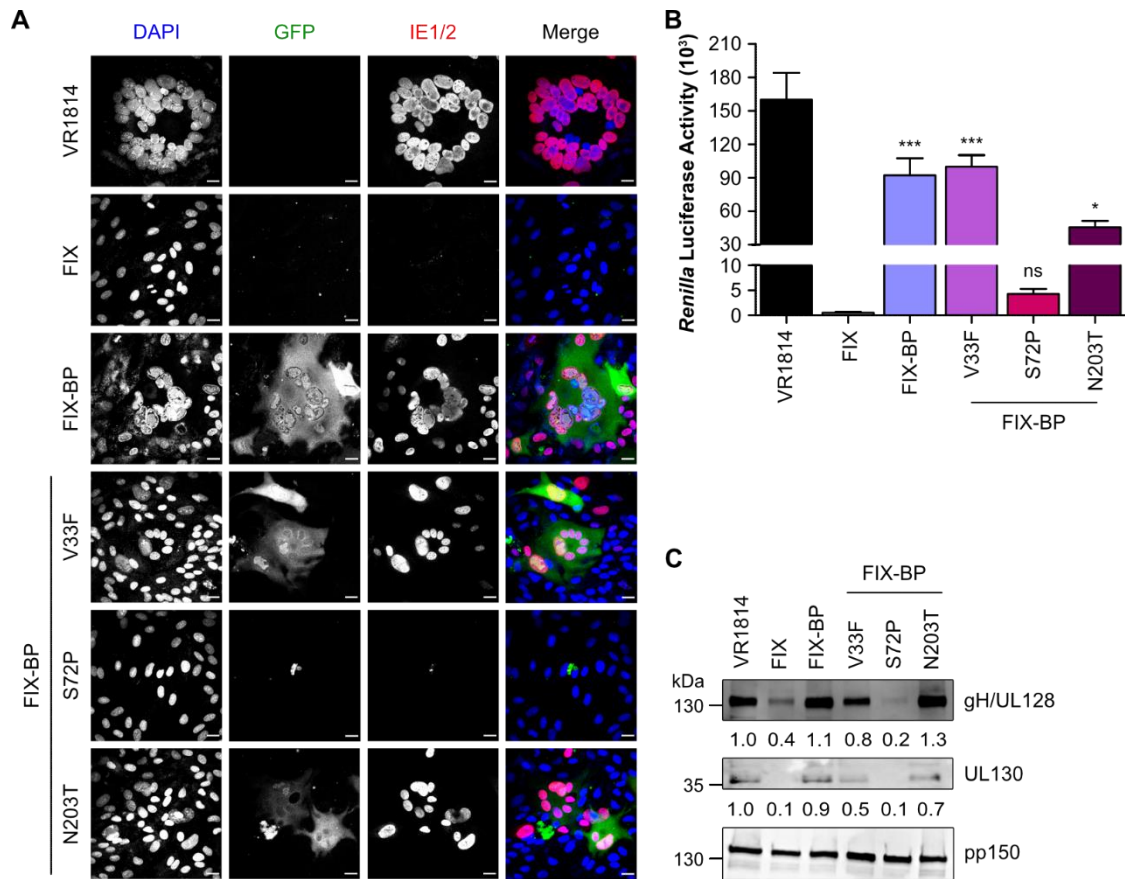 A
DAPI GFP IE1/2 Merge
VR1814
FIX
FIX-BP
V33F
S72P
N203T
FIX-BP
B
Renilla Luciferase Activity (10³)
210
180
150
120
90
60
30
10
5
0
*** *** ns *
VR1814 FIX FIX-BP V33F S72P N203T
FIX-BP
C
FIX-BP
VR1814 FIX FIX-BP V33F S72P N203T
kDa
130 gH/UL128
1.0 0.4 1.1 0.8 0.2 1.3
35 UL130
1.0 0.1 0.9 0.5 0.1 0.7
130 pp150